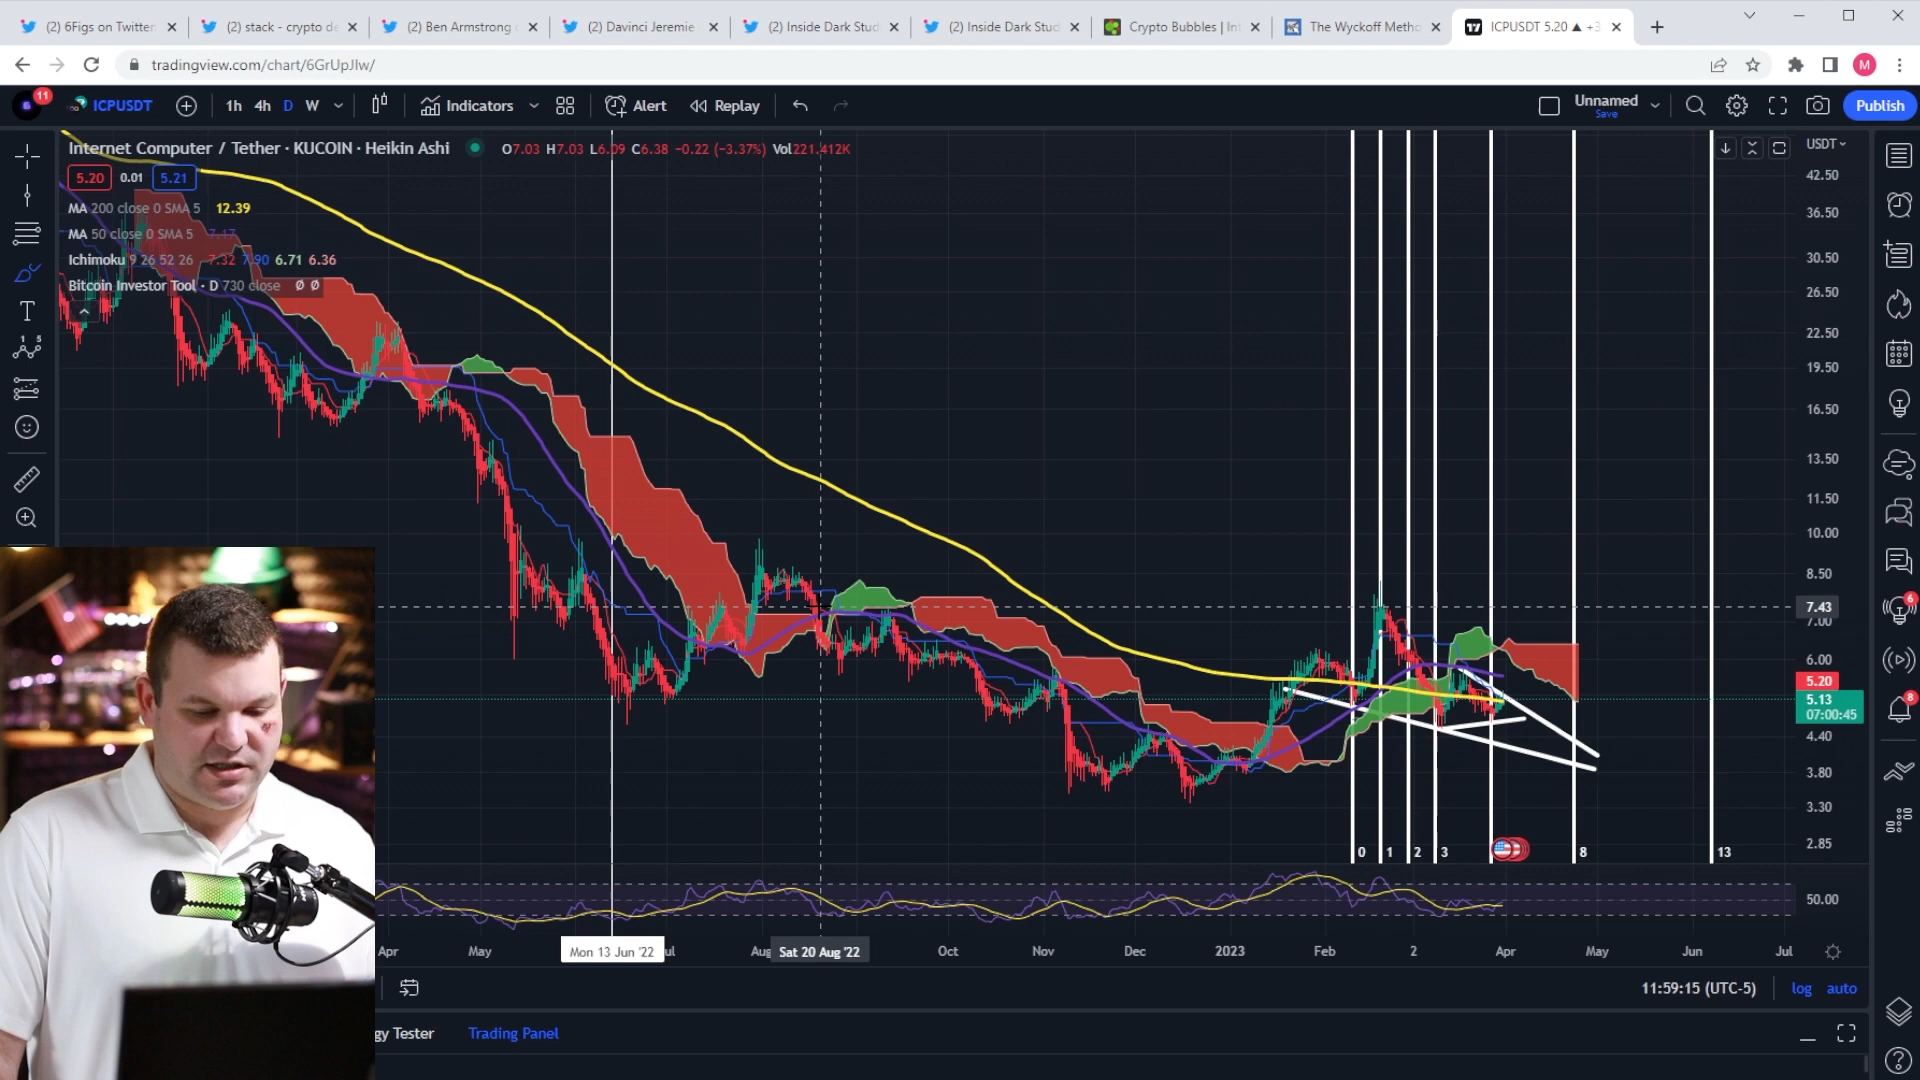 (2) 6Figs on Twitter
(2) stack - crypto de
(2) Ben Armstrong
(2) Davinci Jeremie
(2) Inside Dark Stud
(2) Inside Dark Stud
Crypto Bubbles | Int
The Wyckoff Metho
ICPUSDT 5.20 ▲ +3
tradingview.com/chart/6GrUpJIw/
M
11
ICPUSDT
1h 4h D W
Indicators
Alert
Replay
Unnamed
Save
Publish
Internet Computer / Tether · KUCOIN · Heikin Ashi
O7.03 H7.03 L6.09 C6.38 −0.22 (−3.37%) Vol221.412K
USDT
5.20 0.01 5.21
MA 200 close 0 SMA 5 12.39
MA 50 close 0 SMA 5 7.17
Ichimoku 9 26 52 26 7.32 7.90 6.71 6.36
Bitcoin Investor Tool · D 730 close Ø Ø
42.50
36.50
30.50
26.50
22.50
19.50
16.50
13.50
11.50
10.00
8.50
7.43
7.00
6.00
5.20
5.13
07:00:45
4.40
3.80
3.30
2.85
50.00
6
8
0 1 2 3 8 13
Apr May Mon 13 Jun '22 ul Aug Sat 20 Aug '22 Oct Nov Dec 2023 Feb 2 Apr May Jun Jul
11:59:15 (UTC-5) log auto
gy Tester Trading Panel